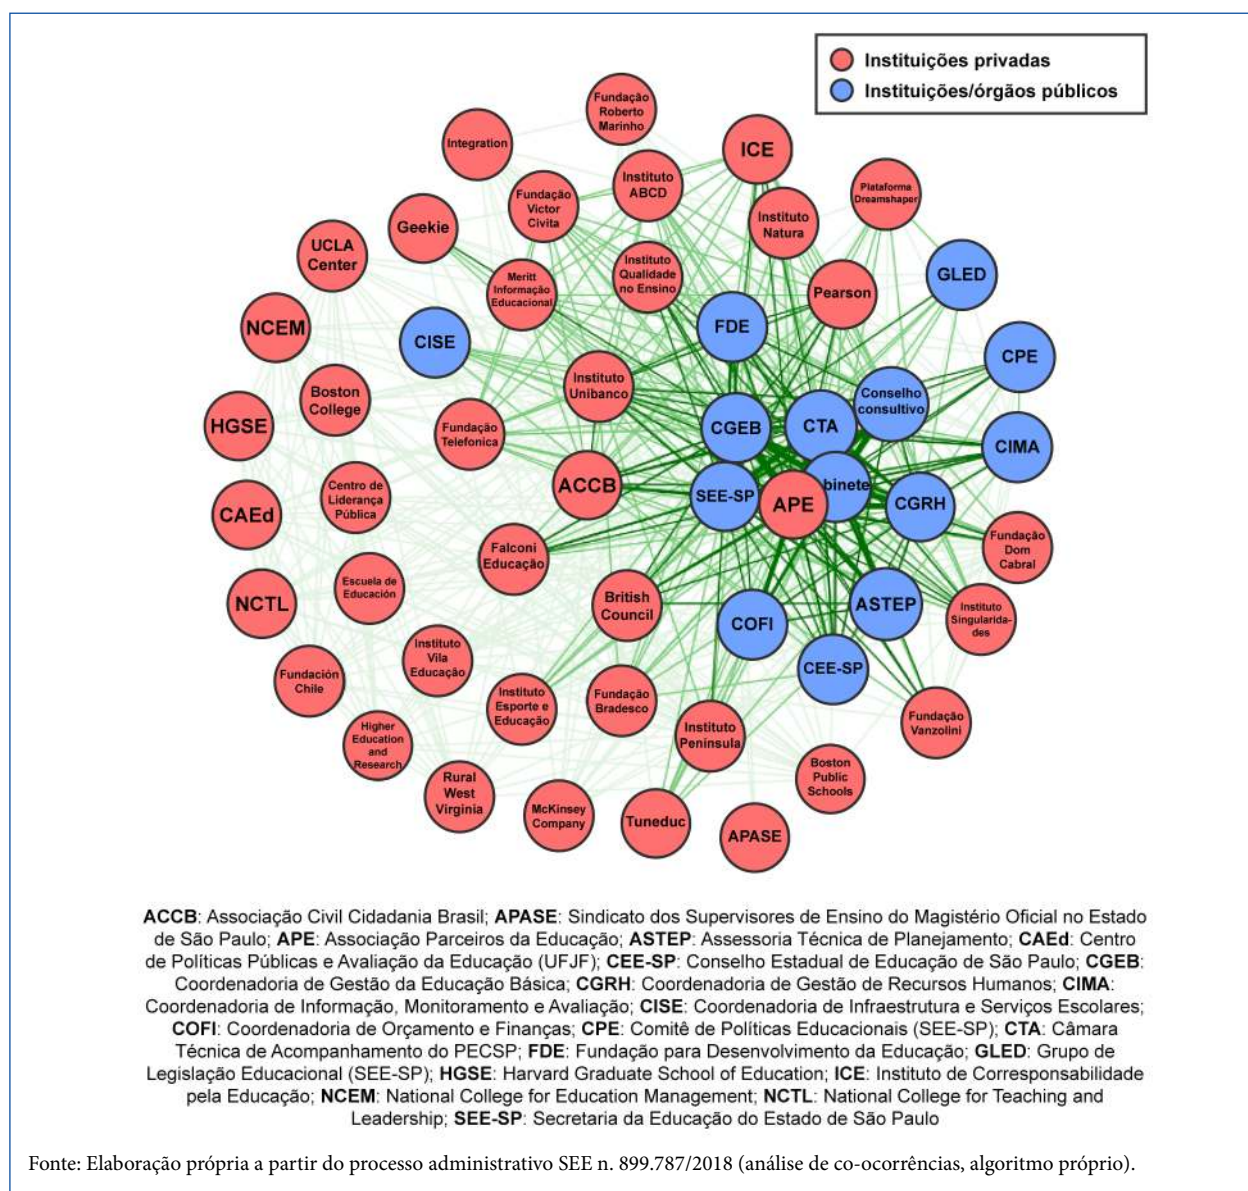 Instituições privadas
Instituições/órgãos públicos
Fundação
Roberto
Marinho
Integration
ICE
Instituto
ABCD
Plataforma
Dreamshaper
Fundação
Victor
Civita
Instituto
Natura
Geekie
UCLA
Center
Instituto
Qualidade
no Ensino
GLED
Meritt
Informação
Educacional
Pearson
NCEM
FDE
CISE
CPE
Instituto
Unibanco
Conselho
consultivo
Boston
College
HGSE
Fundação
Telefonica
CGEB
CTA
CIMA
ACCB
SEE-SP
binete
APE
CGRH
Centro de
Liderança
Pública
CAEd
Fundação
Dom
Cabral
Falconi
Educação
Escuela de
Educación
NCTL
British
Council
COFI
ASTEP
Instituto
Singularida-
des
Instituto
Vila
Educação
CEE-SP
Fundación
Chile
Instituto
Esporte e
Educação
Fundação
Bradesco
Instituto
Península
Fundação
Vanzolini
Higher
Education
and
Research
Boston
Public
Schools
Rural
West
Virginia
McKinsey
Company
Tuneduc
APASE
ACCB: Associação Civil Cidadania Brasil; APASE: Sindicato dos Supervisores de Ensino do Magistério Oficial no Estado
de São Paulo; APE: Associação Parceiros da Educação; ASTEP: Assessoria Técnica de Planejamento; CAEd: Centro
de Políticas Públicas e Avaliação da Educação (UFJF); CEE-SP: Conselho Estadual de Educação de São Paulo; CGEB:
Coordenadoria de Gestão da Educação Básica; CGRH: Coordenadoria de Gestão de Recursos Humanos; CIMA:
Coordenadoria de Informação, Monitoramento e Avaliação; CISE: Coordenadoria de Infraestrutura e Serviços Escolares;
COFI: Coordenadoria de Orçamento e Finanças; CPE: Comitê de Políticas Educacionais (SEE-SP); CTA: Câmara
Técnica de Acompanhamento do PECSP; FDE: Fundação para Desenvolvimento da Educação; GLED: Grupo de
Legislação Educacional (SEE-SP); HGSE: Harvard Graduate School of Education; ICE: Instituto de Corresponsabilidade
pela Educação; NCEM: National College for Education Management; NCTL: National College for Teaching and
Leadership; SEE-SP: Secretaria da Educação do Estado de São Paulo
Fonte: Elaboração própria a partir do processo administrativo SEE n. 899.787/2018 (análise de co-ocorrências, algoritmo próprio).